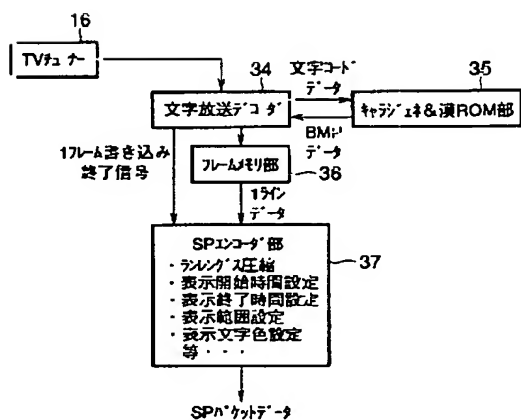 16
TVチューナー
34
文字コード
データ
35
文字放送デコーダ
キャラジェネ&漢ROM部
BMP
データ
1フレーム書き込み
終了信号
フレームメモリ部
36
1ライン
データ
SPエンコーダ部
37
・ランレングス圧縮
・表示開始時間設定
・表示終了時間設定
・表示範囲設定
・表示文字色設定
等・・・
SPパケットデータ